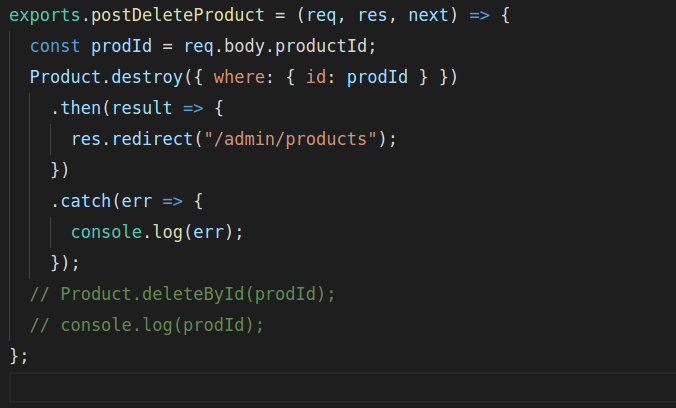 exports.postDeleteProduct = (req, res, next) => {
  const prodId = req.body.productId;
  Product.destroy({ where: { id: prodId } })
    .then(result => {
      res.redirect("/admin/products");
    })
    .catch(err => {
      console.log(err);
    });
  // Product.deleteById(prodId);
  // console.log(prodId);
};